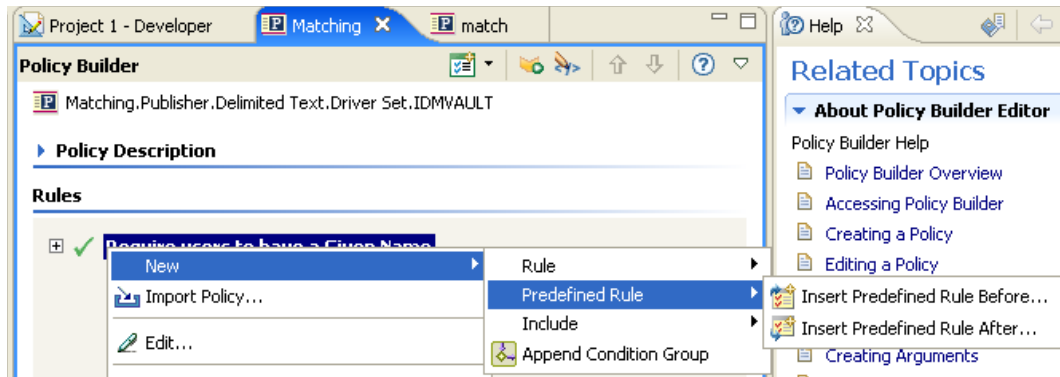 Project 1 - Developer
Matching
match
Help
Policy Builder
Related Topics
Matching.Publisher.Delimited Text.Driver Set.IDMVAULT
About Policy Builder Editor
Policy Description
Policy Builder Help
Policy Builder Overview
Rules
Accessing Policy Builder
Creating a Policy
Require users to have a Given Name
Editing a Policy
New
Rule
Import Policy...
Predefined Rule
Insert Predefined Rule Before...
Include
Insert Predefined Rule After...
Edit...
Append Condition Group
Creating Arguments